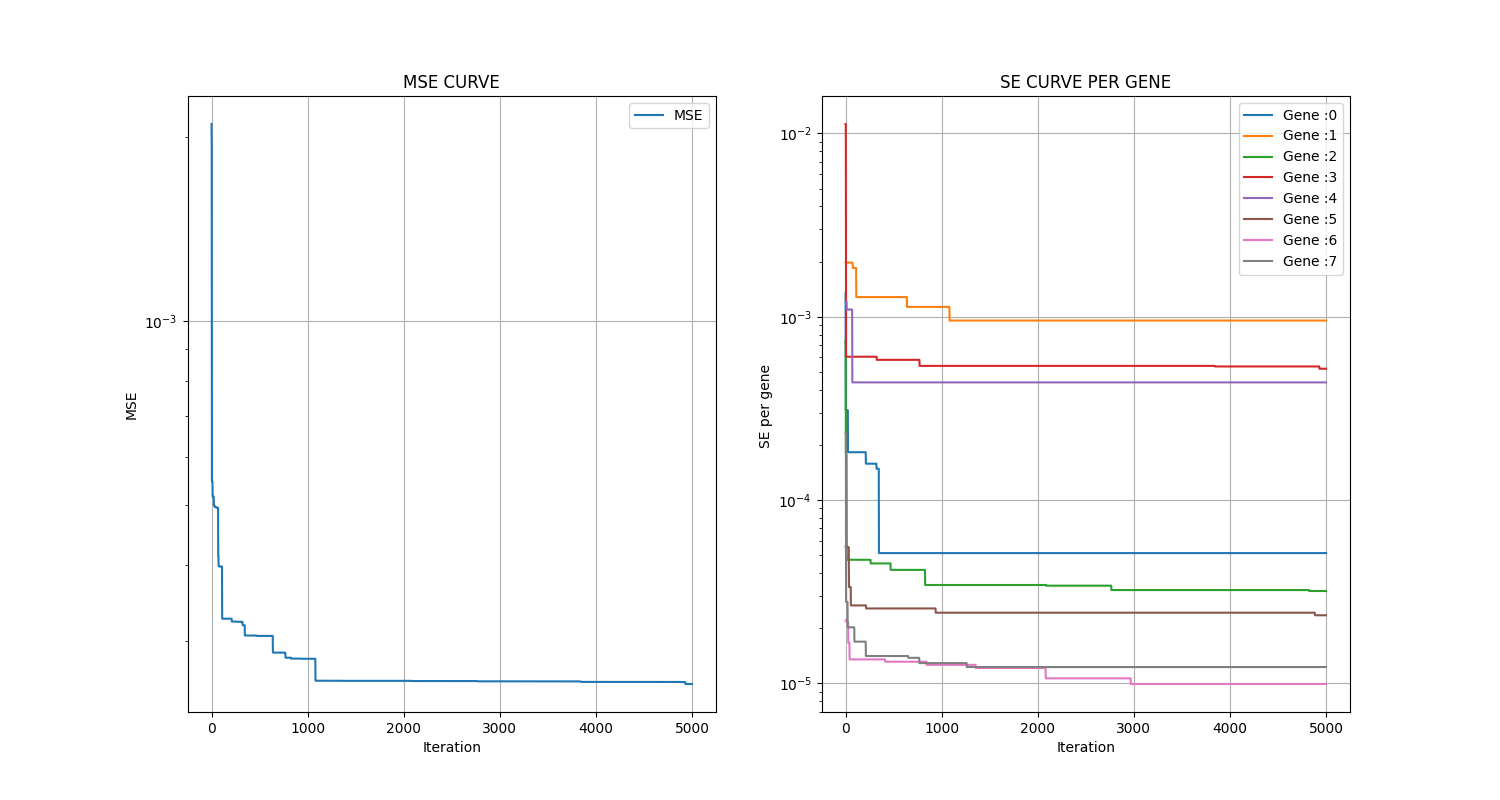 MSE CURVE
MSE
10⁻³
MSE
0 1000 2000 3000 4000 5000
Iteration
SE CURVE PER GENE
Gene :0
Gene :1
Gene :2
Gene :3
Gene :4
Gene :5
Gene :6
Gene :7
10⁻²
10⁻³
10⁻⁴
10⁻⁵
SE per gene
0 1000 2000 3000 4000 5000
Iteration